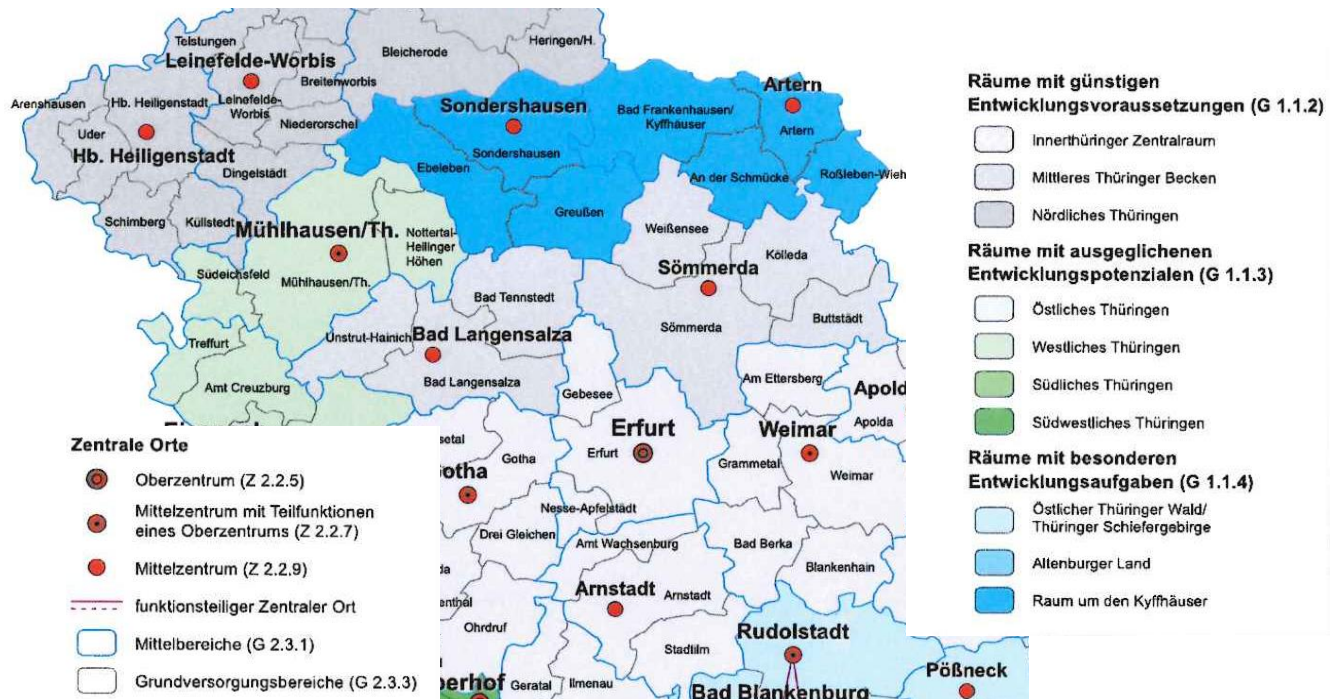 Teistungen
Leinefelde-Worbis
Bleicherode
Heringen/H.
Breitenworbis
Arenshausen
Hb. Heiligenstadt
Leinefelde-
Worbis
Uder
Niederorschel
Hb. Heiligenstadt
Dingelstädt
Schimberg
Küllstedt
Sondershausen
Sondershausen
Bad Frankenhausen/
Kyffhäuser
Artern
Artern
Ebeleben
An der Schmücke
Roßleben-Wieh
Greußen
Mühlhausen/Th.
Nottertal-
Heilinger
Höhen
Südeichsfeld
Mühlhausen/Th.
Weißensee
Kölleda
Sömmerda
Sömmerda
Buttstädt
Bad Tennstedt
Treffurt
Unstrut-Hainich
Bad Langensalza
Bad Langensalza
Amt Creuzburg
Gebesee
Am Ettersberg
Apold
Apolda
Erfurt
Erfurt
Weimar
Weimar
Grammetal
Gotha
Gotha
Nesse-Apfelstädt
Drei Gleichen
Amt Wachsenburg
Bad Berka
Blankenhain
Arnstadt
Arnstadt
Ohrdruf
Stadtilm
Rudolstadt
Pößneck
Bad Blankenburg
erhof
Geratal
Ilmenau
Zentrale Orte
Oberzentrum (Z 2.2.5)
Mittelzentrum mit Teilfunktionen
eines Oberzentrums (Z 2.2.7)
Mittelzentrum (Z 2.2.9)
funktionsteiliger Zentraler Ort
Mittelbereiche (G 2.3.1)
Grundversorgungsbereiche (G 2.3.3)
Räume mit günstigen
Entwicklungsvoraussetzungen (G 1.1.2)
Innerthüringer Zentralraum
Mittleres Thüringer Becken
Nördliches Thüringen
Räume mit ausgeglichenen
Entwicklungspotenzialen (G 1.1.3)
Östliches Thüringen
Westliches Thüringen
Südliches Thüringen
Südwestliches Thüringen
Räume mit besonderen
Entwicklungsaufgaben (G 1.1.4)
Östlicher Thüringer Wald/
Thüringer Schiefergebirge
Altenburger Land
Raum um den Kyffhäuser